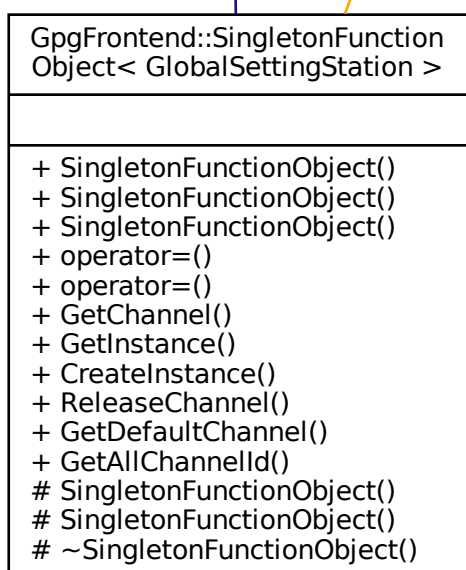 GpgFrontend::SingletonFunction
Object< GlobalSettingStation >
+ SingletonFunctionObject()
+ SingletonFunctionObject()
+ SingletonFunctionObject()
+ operator=()
+ operator=()
+ GetChannel()
+ GetInstance()
+ CreateInstance()
+ ReleaseChannel()
+ GetDefaultChannel()
+ GetAllChannelId()
# SingletonFunctionObject()
# SingletonFunctionObject()
# ~SingletonFunctionObject()